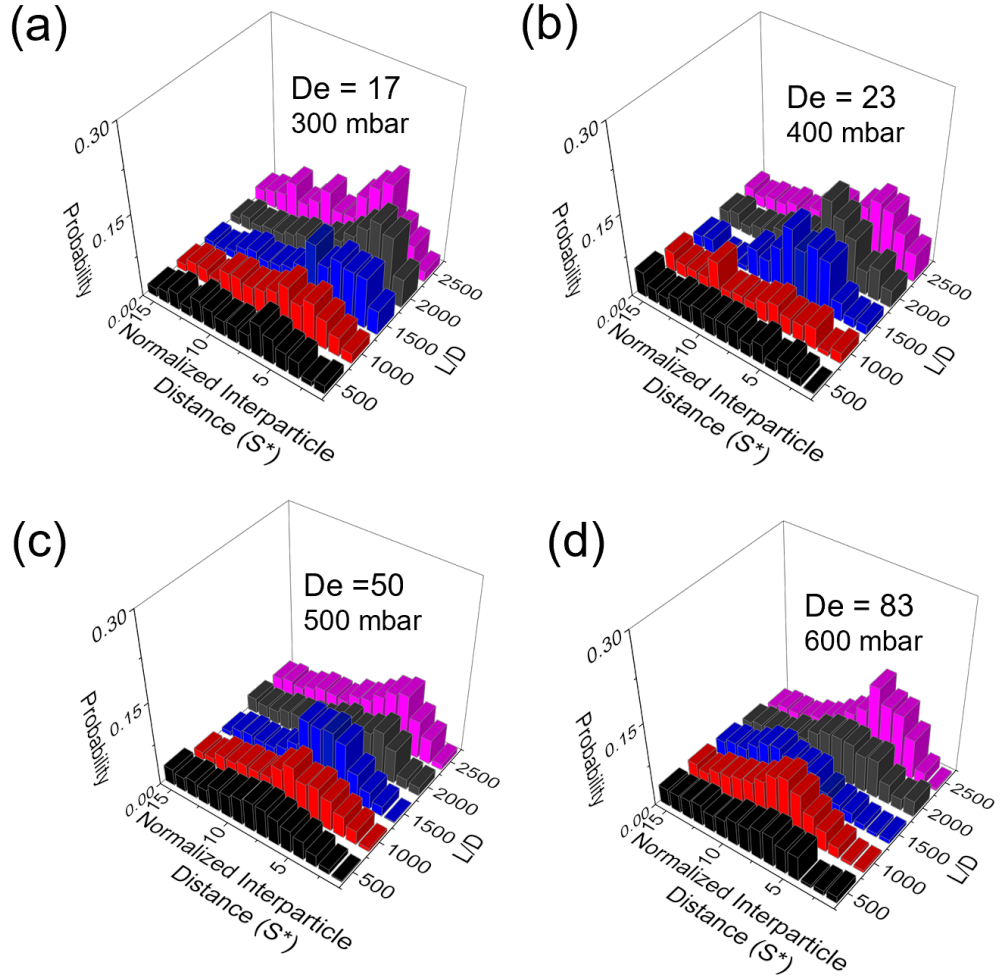 (a)
De = 17
300 mbar
0.30
0.15
0.00
Probability
15
10
5
Normalized Interparticle
Distance (S*)
500
1000
1500
2000
2500
L/D
(b)
De = 23
400 mbar
0.30
0.15
0.00
Probability
15
10
5
Normalized Interparticle
Distance (S*)
500
1000
1500
2000
2500
L/D
(c)
De =50
500 mbar
0.30
0.15
0.00
Probability
15
10
5
Normalized Interparticle
Distance (S*)
500
1000
1500
2000
2500
L/D
(d)
De = 83
600 mbar
0.30
0.15
0.00
Probability
15
10
5
Normalized Interparticle
Distance (S*)
500
1000
1500
2000
2500
L/D